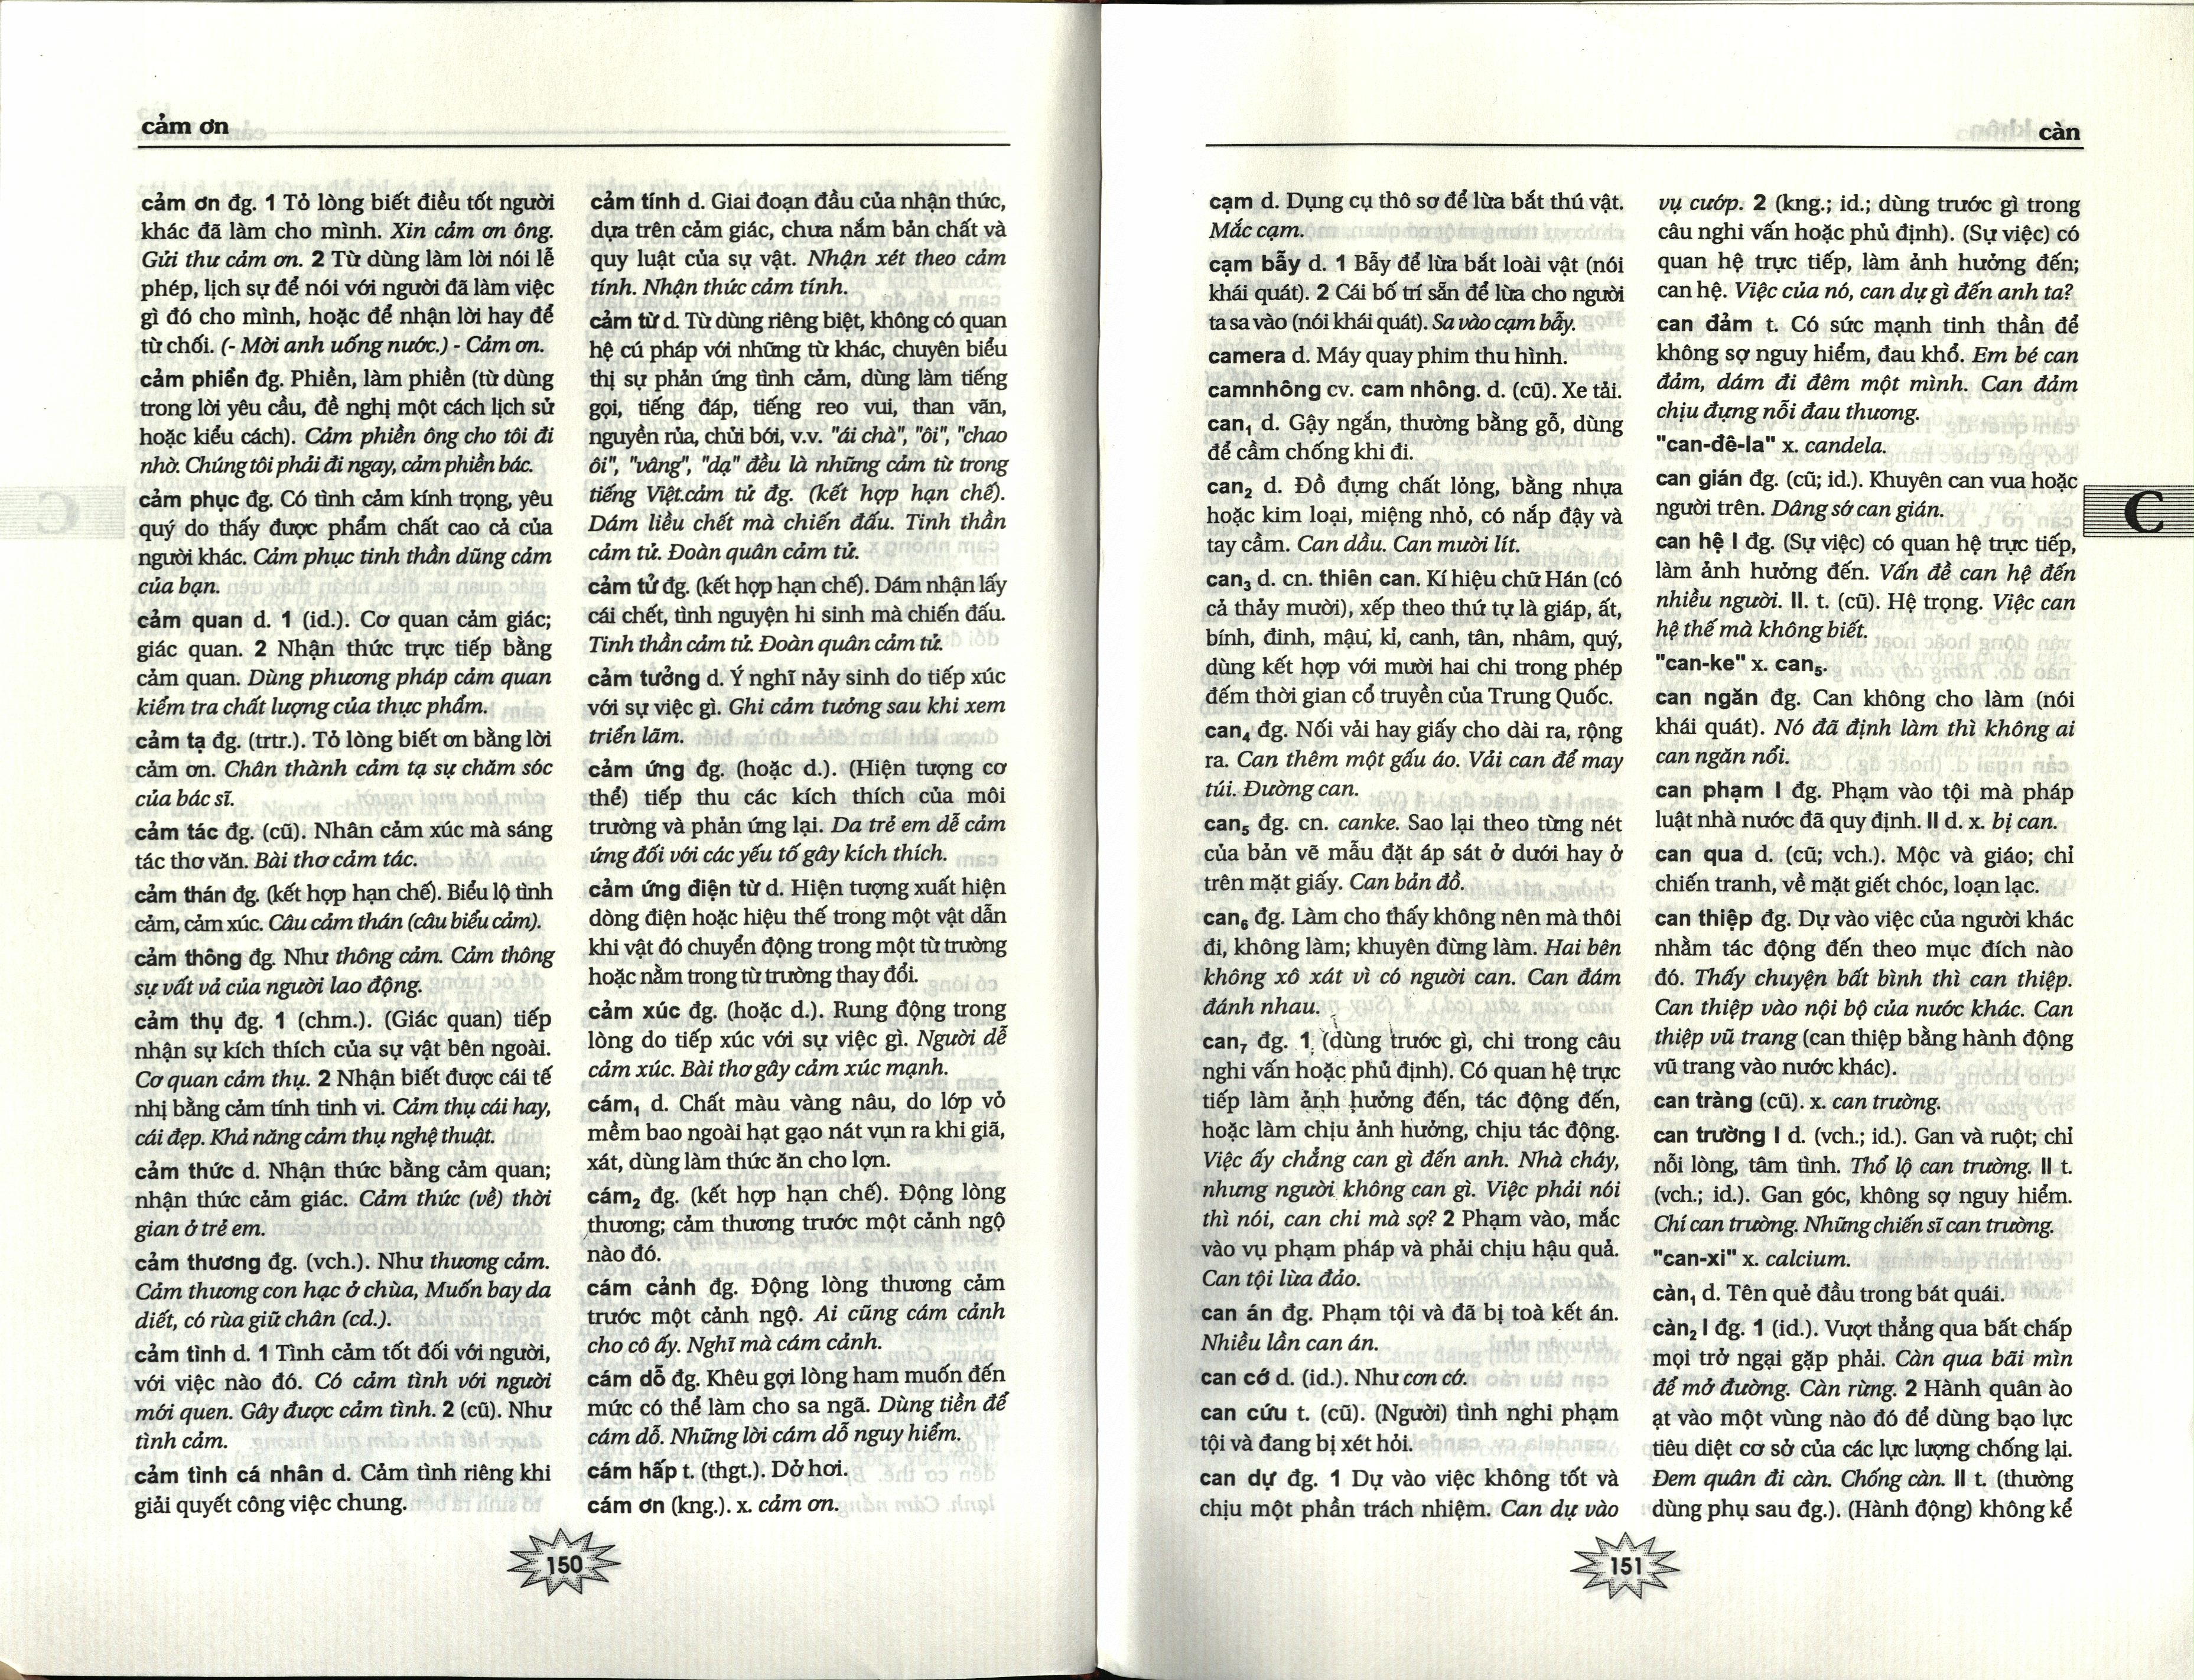 cảm ơn
cảm ơn đg. 1 Tỏ lòng biết điều tốt người
khác đã làm cho mình. Xin cảm ơn ông.
Gửi thư cảm ơn. 2 Từ dùng làm lời nói lễ
phép, lịch sự để nói với người đã làm việc
gì đó cho mình, hoặc để nhận lời hay để
từ chối. (- Mời anh uống nước.) - Cảm ơn.
cảm phiền đg. Phiền, làm phiền (từ dùng
trong lời yêu cầu, đề nghị một cách lịch sử
hoặc kiểu cách). Cảm phiền ông cho tôi đi
nhờ. Chúng tôi phải đi ngay, cảm phiền bác.
cảm phục đg. Có tình cảm kính trọng, yêu
quý do thấy được phẩm chất cao cả của
người khác. Cảm phục tinh thần dũng cảm
của bạn.
cảm quan d. 1 (id.). Cơ quan cảm giác;
giác quan. 2 Nhận thức trực tiếp bằng
cảm quan. Dùng phương pháp cảm quan
kiểm tra chất lượng của thực phẩm.
cảm tạ đg. (trtr.). Tỏ lòng biết ơn bằng lời
cảm ơn. Chân thành cảm tạ sự chăm sóc
của bác sĩ.
cảm tác đg. (cũ). Nhân cảm xúc mà sáng
tác thơ văn. Bài thơ cảm tác.
cảm thán đg. (kết hợp hạn chế). Biểu lộ tình
cảm, cảm xúc. Câu cảm thán (câu biểu cảm).
cảm thông đg. Như thông cảm. Cảm thông
sự vất vả của người lao động.
cảm thụ đg. 1 (chm.). (Giác quan) tiếp
nhận sự kích thích của sự vật bên ngoài.
Cơ quan cảm thụ. 2 Nhận biết được cái tế
nhị bằng cảm tính tinh vi. Cảm thụ cái hay,
cái đẹp. Khả năng cảm thụ nghệ thuật.
cảm thức d. Nhận thức bằng cảm quan;
nhận thức cảm giác. Cảm thức (về) thời
gian ở trẻ em.
cảm thương đg. (vch.). Như thương cảm.
Cảm thương con hạc ở chùa, Muốn bay da
diết, có rùa giữ chân (cd.).
cảm tình d. 1 Tình cảm tốt đối với người,
với việc nào đó. Có cảm tình với người
mới quen. Gây được cảm tình. 2 (cũ). Như
tình cảm.
cảm tình cá nhân d. Cảm tình riêng khi
giải quyết công việc chung.
cảm tính d. Giai đoạn đầu của nhận thức,
dựa trên cảm giác, chưa nắm bản chất và
quy luật của sự vật. Nhận xét theo cảm
tính. Nhận thức cảm tính.
cảm từ d. Từ dùng riêng biệt, không có quan
hệ cú pháp với những từ khác, chuyên biểu
thị sự phản ứng tình cảm, dùng làm tiếng
gọi, tiếng đáp, tiếng reo vui, than vãn,
nguyền rủa, chửi bới, v.v. "ái chà", "ôi", "chao
ôi", "vâng", "dạ" đều là những cảm từ trong
tiếng Việt.cảm tử đg. (kết hợp hạn chế).
Dám liều chết mà chiến đấu. Tinh thần
cảm tử. Đoàn quân cảm tử.
cảm tử đg. (kết hợp hạn chế). Dám nhận lấy
cái chết, tình nguyện hi sinh mà chiến đấu.
Tinh thần cảm tử. Đoàn quân cảm tử.
cảm tưởng d. Ý nghĩ nảy sinh do tiếp xúc
với sự việc gì. Ghi cảm tưởng sau khi xem
triển lãm.
cảm ứng đg. (hoặc d.). (Hiện tượng cơ
thể) tiếp thu các kích thích của môi
trường và phản ứng lại. Da trẻ em dễ cảm
ứng đối với các yếu tố gây kích thích.
cảm ứng điện từ d. Hiện tượng xuất hiện
dòng điện hoặc hiệu thế trong một vật dẫn
khi vật đó chuyển động trong một từ trường
hoặc nằm trong từ trường thay đổi.
cảm xúc đg. (hoặc d.). Rung động trong
lòng do tiếp xúc với sự việc gì. Người dễ
cảm xúc. Bài thơ gây cảm xúc mạnh.
cám₁ d. Chất màu vàng nâu, do lớp vỏ
mềm bao ngoài hạt gạo nát vụn ra khi giã,
xát, dùng làm thức ăn cho lợn.
cám₂ đg. (kết hợp hạn chế). Động lòng
thương; cảm thương trước một cảnh ngộ
nào đó.
cám cảnh đg. Động lòng thương cảm
trước một cảnh ngộ. Ai cũng cám cảnh
cho cô ấy. Nghĩ mà cám cảnh.
cám dỗ đg. Khêu gợi lòng ham muốn đến
mức có thể làm cho sa ngã. Dùng tiền để
cám dỗ. Những lời cám dỗ nguy hiểm.
cám hấp t. (thgt.). Dở hơi.
cám ơn (kng.). x. cảm ơn.
150
càn
cạm d. Dụng cụ thô sơ để lừa bắt thú vật.
Mắc cạm.
cạm bẫy d. 1 Bẫy để lừa bắt loài vật (nói
khái quát). 2 Cái bố trí sẵn để lừa cho người
ta sa vào (nói khái quát). Sa vào cạm bẫy.
camera d. Máy quay phim thu hình.
camnhông cv. cam nhông. d. (cũ). Xe tải.
can₁ d. Gậy ngắn, thường bằng gỗ, dùng
để cầm chống khi đi.
can₂ d. Đồ đựng chất lỏng, bằng nhựa
hoặc kim loại, miệng nhỏ, có nắp đậy và
tay cầm. Can dầu. Can mười lít.
can₃ d. cn. thiên can. Kí hiệu chữ Hán (có
cả thảy mười), xếp theo thứ tự là giáp, ất,
bính, đinh, mậu, kỉ, canh, tân, nhâm, quý,
dùng kết hợp với mười hai chi trong phép
đếm thời gian cổ truyền của Trung Quốc.
can₄ đg. Nối vải hay giấy cho dài ra, rộng
ra. Can thêm một gấu áo. Vải can để may
túi. Đường can.
can₅ đg. cn. canke. Sao lại theo từng nét
của bản vẽ mẫu đặt áp sát ở dưới hay ở
trên mặt giấy. Can bản đồ.
can₆ đg. Làm cho thấy không nên mà thôi
đi, không làm; khuyên đừng làm. Hai bên
không xô xát vì có người can. Can đám
đánh nhau.
can₇ đg. 1 (dùng trước gì, chi trong câu
nghi vấn hoặc phủ định). Có quan hệ trực
tiếp làm ảnh hưởng đến, tác động đến,
hoặc làm chịu ảnh hưởng, chịu tác động.
Việc ấy chẳng can gì đến anh. Nhà cháy,
nhưng người không can gì. Việc phải nói
thì nói, can chi mà sợ? 2 Phạm vào, mắc
vào vụ phạm pháp và phải chịu hậu quả.
Can tội lừa đảo.
can án đg. Phạm tội và đã bị toà kết án.
Nhiều lần can án.
can cớ d. (id.). Như cơn cớ.
can cứu t. (cũ). (Người) tình nghi phạm
tội và đang bị xét hỏi.
can dự đg. 1 Dự vào việc không tốt và
chịu một phần trách nhiệm. Can dự vào
vụ cướp. 2 (kng.; id.; dùng trước gì trong
câu nghi vấn hoặc phủ định). (Sự việc) có
quan hệ trực tiếp, làm ảnh hưởng đến;
can hệ. Việc của nó, can dự gì đến anh ta?
can đảm t. Có sức mạnh tinh thần để
không sợ nguy hiểm, đau khổ. Em bé can
đảm, dám đi đêm một mình. Can đảm
chịu đựng nỗi đau thương.
"can-đê-la" x. candela.
can gián đg. (cũ; id.). Khuyên can vua hoặc
người trên. Dâng sớ can gián.
can hệ I đg. (Sự việc) có quan hệ trực tiếp,
làm ảnh hưởng đến. Vấn đề can hệ đến
nhiều người. II. t. (cũ). Hệ trọng. Việc can
hệ thế mà không biết.
"can-ke" x. can₅.
can ngăn đg. Can không cho làm (nói
khái quát). Nó đã định làm thì không ai
can ngăn nổi.
can phạm I đg. Phạm vào tội mà pháp
luật nhà nước đã quy định. II d. x. bị can.
can qua d. (cũ; vch.). Mộc và giáo; chỉ
chiến tranh, về mặt giết chóc, loạn lạc.
can thiệp đg. Dự vào việc của người khác
nhằm tác động đến theo mục đích nào
đó. Thấy chuyện bất bình thì can thiệp.
Can thiệp vào nội bộ của nước khác. Can
thiệp vũ trang (can thiệp bằng hành động
vũ trang vào nước khác).
can tràng (cũ). x. can trường.
can trường I d. (vch.; id.). Gan và ruột; chỉ
nỗi lòng, tâm tình. Thổ lộ can trường. II t.
(vch.; id.). Gan góc, không sợ nguy hiểm.
Chí can trường. Những chiến sĩ can trường.
"can-xi" x. calcium.
càn₁ d. Tên quẻ đầu trong bát quái.
càn₂ I đg. 1 (id.). Vượt thẳng qua bất chấp
mọi trở ngại gặp phải. Càn qua bãi mìn
để mở đường. Càn rừng. 2 Hành quân ào
ạt vào một vùng nào đó để dùng bạo lực
tiêu diệt cơ sở của các lực lượng chống lại.
Đem quân đi càn. Chống càn. II t. (thường
dùng phụ sau đg.). (Hành động) không kể
C
151